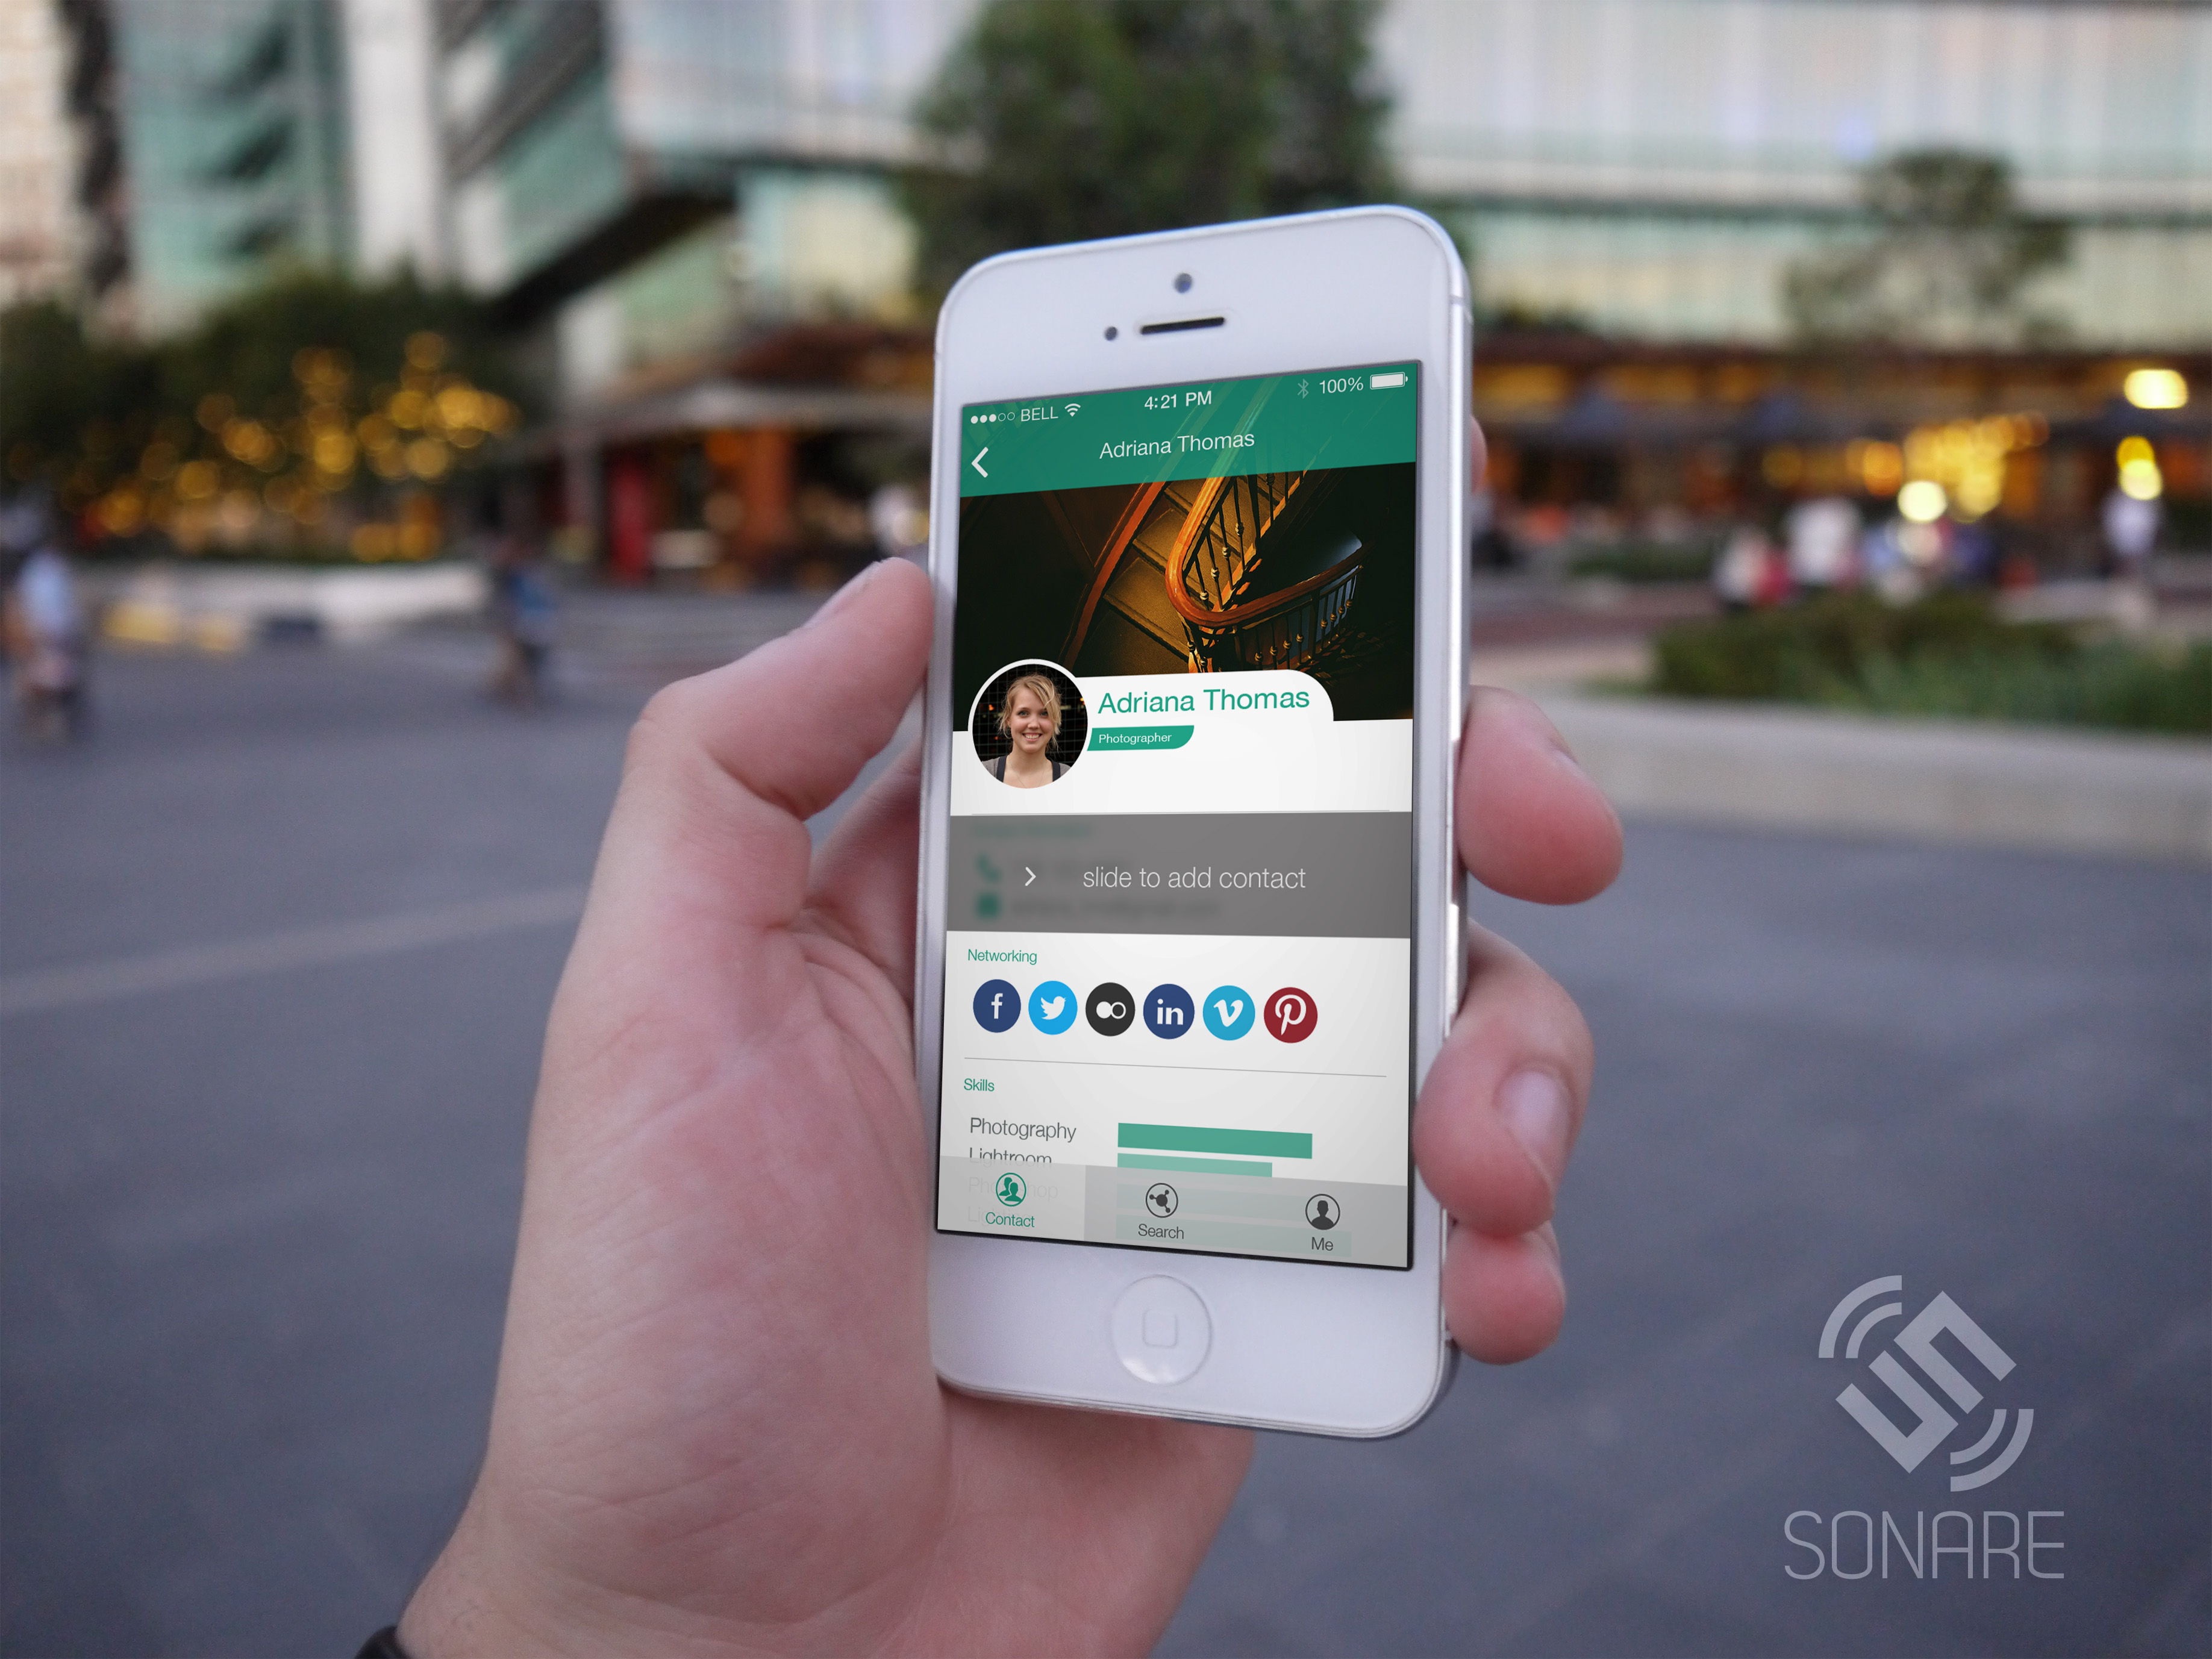 BELL
4:21 PM
100%
Adriana Thomas
Adriana Thomas
Photographer
slide to add contact
Networking
f
in
Skills
Photography
Lightroom
Contact
Search
Me
SONARE